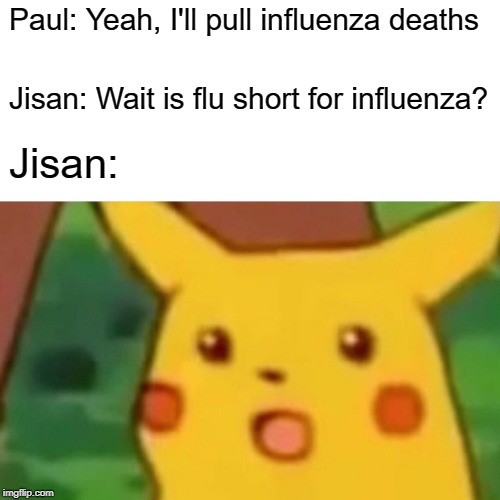 Paul: Yeah, I'll pull influenza deaths
Jisan: Wait is flu short for influenza?
Jisan:
imgflip.com